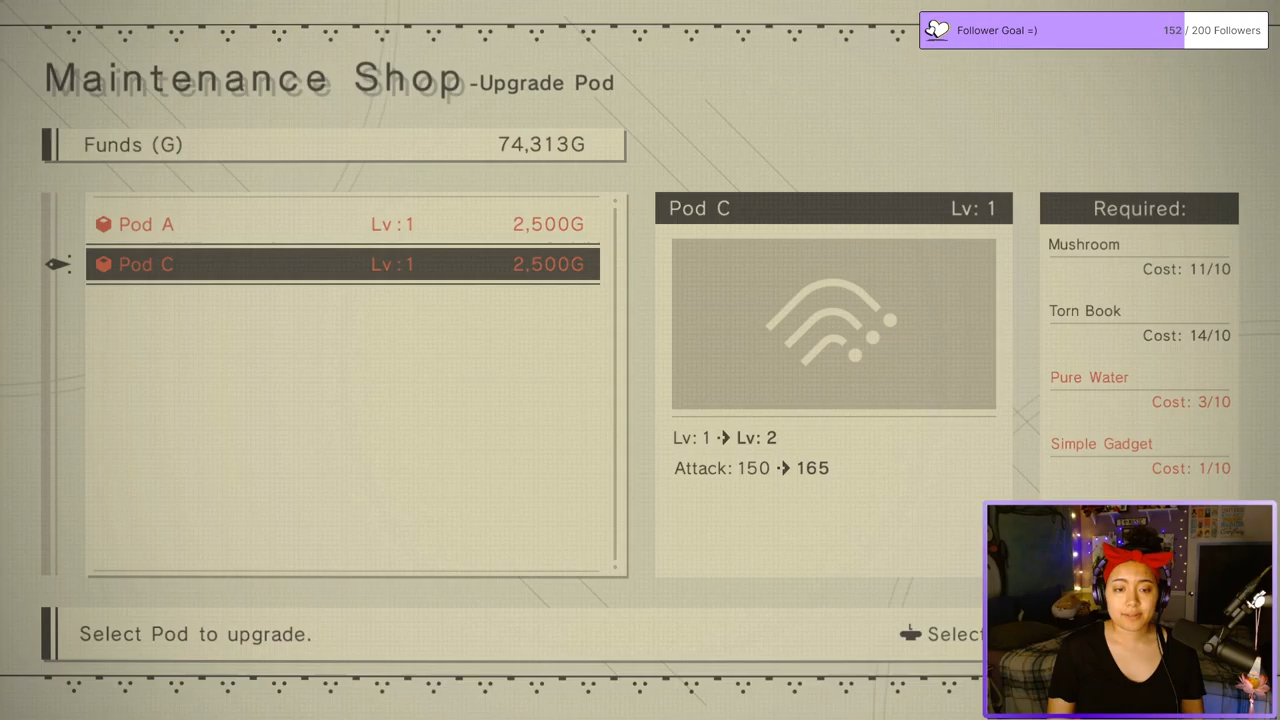 Follower Goal =)
152 / 200 Followers
Maintenance Shop -Upgrade Pod
Funds (G) 74,313G
Pod A Lv:1 2,500G
Pod C Lv:1 2,500G
Pod C Lv: 1
Lv: 1 Lv: 2
Attack: 150 165
Required:
Mushroom
Cost: 11/10
Torn Book
Cost: 14/10
Pure Water
Cost: 3/10
Simple Gadget
Cost: 1/10
Select Pod to upgrade.
Select